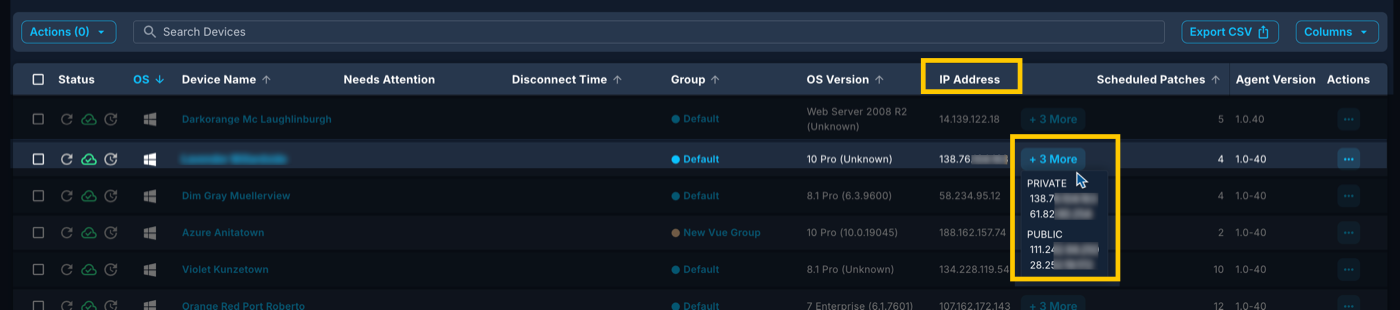 Actions (0)
Search Devices
Export CSV
Columns
Status OS Device Name Needs Attention Disconnect Time Group OS Version IP Address Scheduled Patches Agent Version Actions
Darkorange Mc Laughlinburgh Default Web Server 2008 R2 (Unknown) 14.139.122.18 + 3 More 5 1.0.40
Default 10 Pro (Unknown) 138.76 + 3 More 4 1.0-40
PRIVATE
138.7
61.82
PUBLIC
111.24
28.25
Dim Gray Muellerview Default 8.1 Pro (6.3.9600) 58.234.95.12 4 1.0-40
Azure Anitatown New Vue Group 10 Pro (10.0.19045) 188.162.157.74 2 1.0-40
Violet Kunzetown Default 8.1 Pro (Unknown) 134.228.119.54 10 1.0-40
Orange Red Port Roberto Default 7 Enterprise (6.1.7601) 107.162.172.143 + 3 More 12 1.0-40